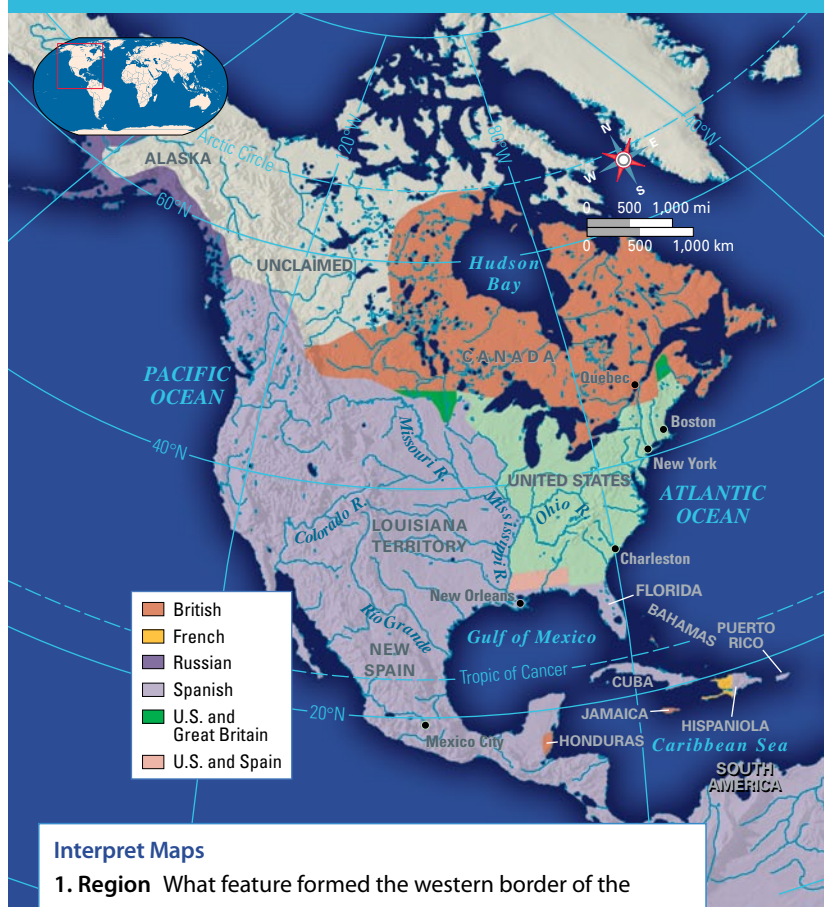 Arctic Circle
120°W
80°W
40°W
N
E
W
S
ALASKA
60°N
0 500 1,000 mi
0 500 1,000 km
UNCLAIMED
Hudson
Bay
CANADA
PACIFIC
OCEAN
Quebec
Boston
New York
40°N
Missouri R.
UNITED STATES
ATLANTIC
OCEAN
Mississippi R.
Ohio R.
Colorado R.
LOUISIANA
TERRITORY
Charleston
New Orleans
FLORIDA
BAHAMAS
PUERTO
RICO
Rio Grande
Gulf of Mexico
NEW
SPAIN
Tropic of Cancer
CUBA
20°N
JAMAICA
HISPANIOLA
Mexico City
HONDURAS
Caribbean Sea
SOUTH
AMERICA
British
French
Russian
Spanish
U.S. and
Great Britain
U.S. and Spain
Interpret Maps
1. Region What feature formed the western border of the